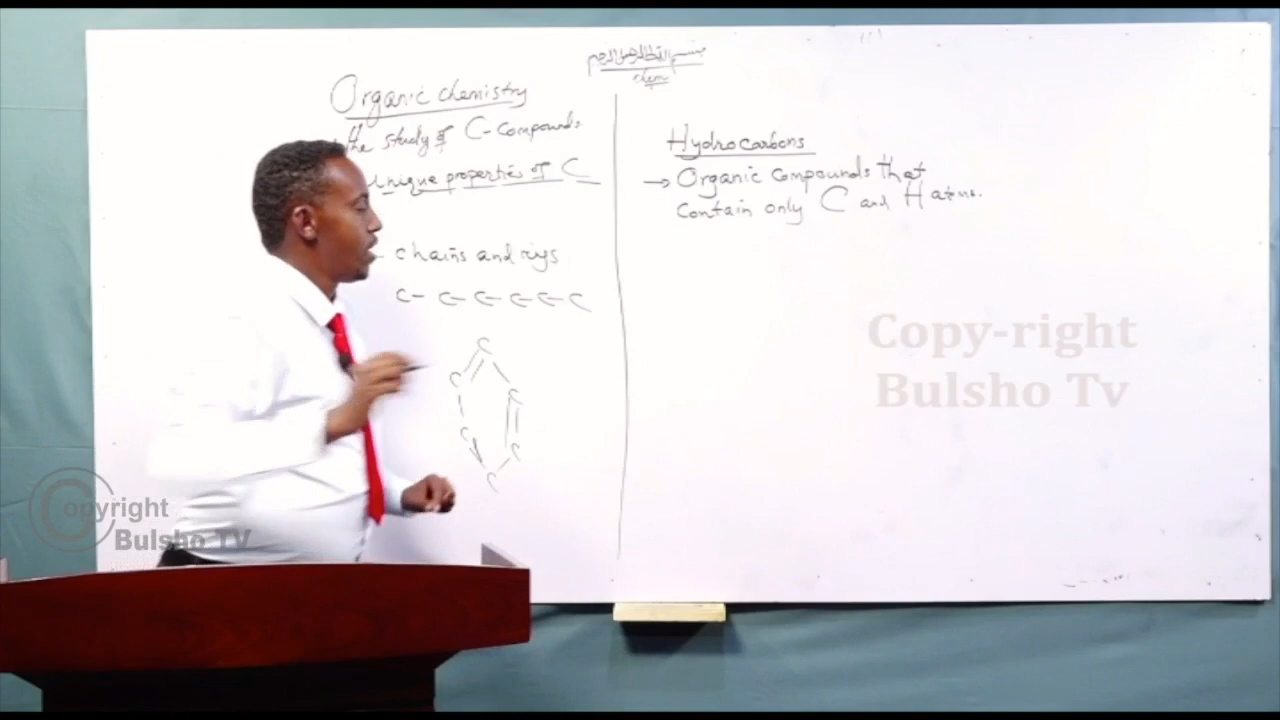 Organic chemistry
the study of C-compounds
unique properties of C
chains and rings
C- C- C- C- C- C
C
C C
C C
C
Hydrocarbons
→ Organic compounds that
contain only C and H atoms.
Copy-right
Bulsho Tv
Copyright
Bulsho TV